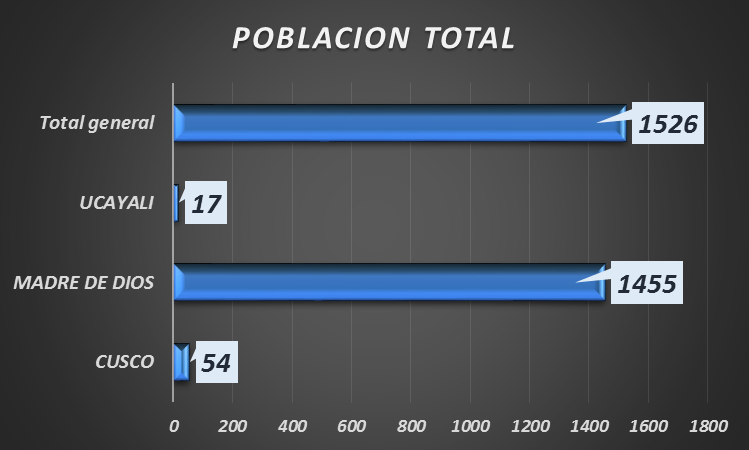 POBLACION TOTAL
Total general
1526
UCAYALI
17
MADRE DE DIOS
1455
CUSCO
54
0 200 400 600 800 1000 1200 1400 1600 1800